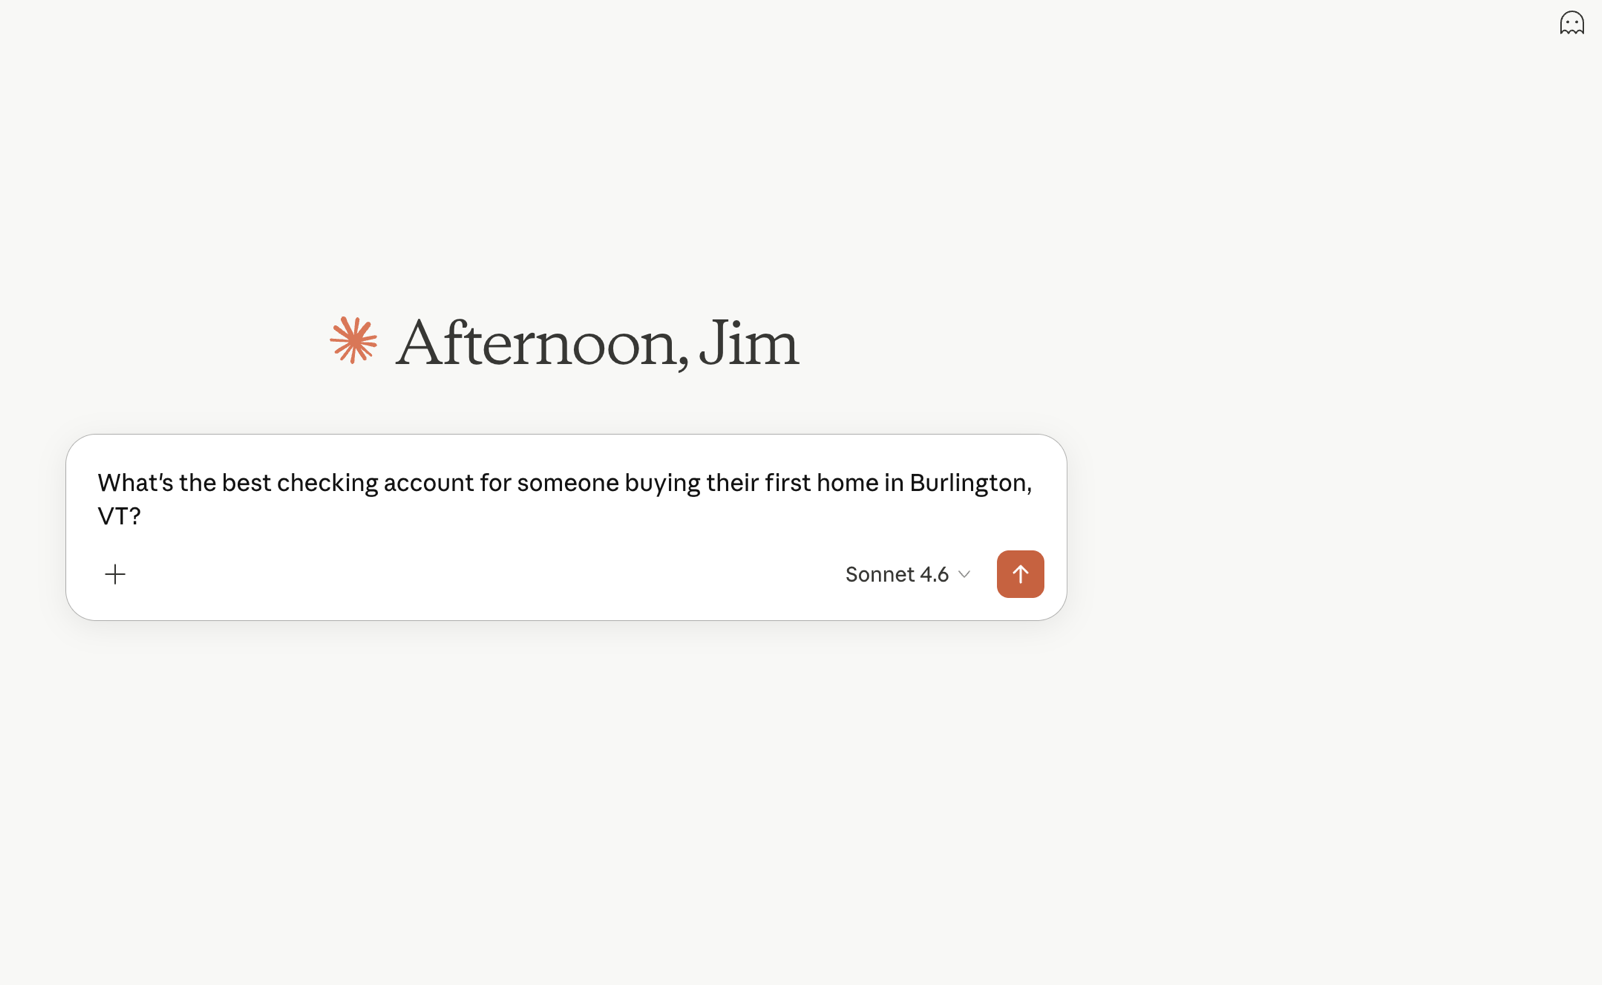 Afternoon, Jim
What's the best checking account for someone buying their first home in Burlington,
VT?
Sonnet 4.6